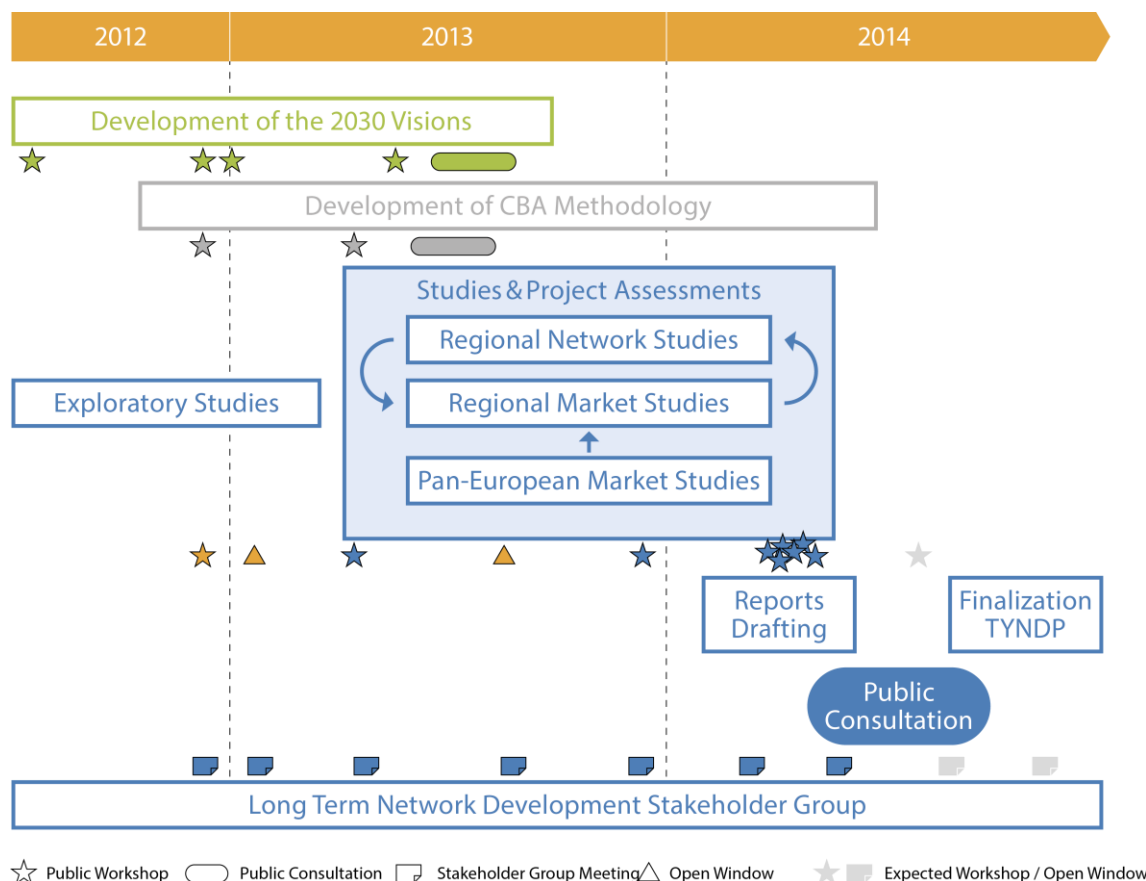 2012
2013
2014
Development of the 2030 Visions
Development of CBA Methodology
Studies & Project Assessments
Regional Network Studies
Exploratory Studies
Regional Market Studies
Pan-European Market Studies
Reports
Drafting
Finalization
TYNDP
Public
Consultation
Long Term Network Development Stakeholder Group
Public Workshop
Public Consultation
Stakeholder Group Meeting
Open Window
Expected Workshop / Open Window